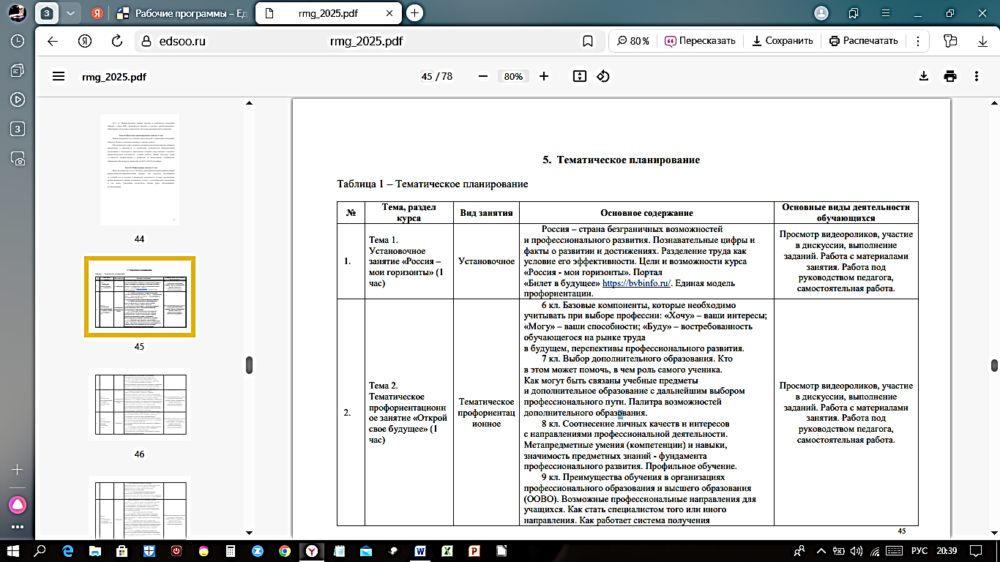 3
Рабочие программы – Ед
rmg_2025.pdf
edsoo.ru
rmg_2025.pdf
80%
Пересказать
Сохранить
Распечатать
rmg_2025.pdf
45 / 78
80%
3
44
45
46
5. Тематическое планирование
Таблица 1 – Тематическое планирование
№
Тема, раздел
курса
Вид занятия
Основное содержание
Основные виды деятельности
обучающихся
1.
Тема 1.
Установочное
занятие «Россия –
мои горизонты» (1
час)
Установочное
Россия – страна безграничных возможностей
и профессионального развития. Познавательные цифры и
факты о развитии и достижениях. Разделение труда как
условие его эффективности. Цели и возможности курса
«Россия - мои горизонты». Портал
«Билет в будущее» https://bvbinfo.ru/. Единая модель
профориентации.
Просмотр видеороликов, участие
в дискуссии, выполнение
заданий. Работа с материалами
занятия. Работа под
руководством педагога,
самостоятельная работа.
2.
Тема 2.
Тематическое
профориентационн
ое занятие «Открой
свое будущее» (1
час)
Тематическое
профориентац
ионное
6 кл. Базовые компоненты, которые необходимо
учитывать при выборе профессии: «Хочу» – ваши интересы;
«Могу» – ваши способности; «Буду» – востребованность
обучающегося на рынке труда
в будущем, перспективы профессионального развития.
7 кл. Выбор дополнительного образования. Кто
в этом может помочь, в чем роль самого ученика.
Как могут быть связаны учебные предметы
и дополнительное образование с дальнейшим выбором
профессионального пути. Палитра возможностей
дополнительного образования.
8 кл. Соотнесение личных качеств и интересов
с направлениями профессиональной деятельности.
Метапредметные умения (компетенции) и навыки,
значимость предметных знаний - фундамента
профессионального развития. Профильное обучение.
9 кл. Преимущества обучения в организациях
профессионального образования и высшего образования
(ООВО). Возможные профессиональные направления для
учащихся. Как стать специалистом того или иного
направления. Как работает система получения
Просмотр видеороликов, участие
в дискуссии, выполнение
заданий. Работа с материалами
занятия. Работа под
руководством педагога,
самостоятельная работа.
45
РУС
20:39